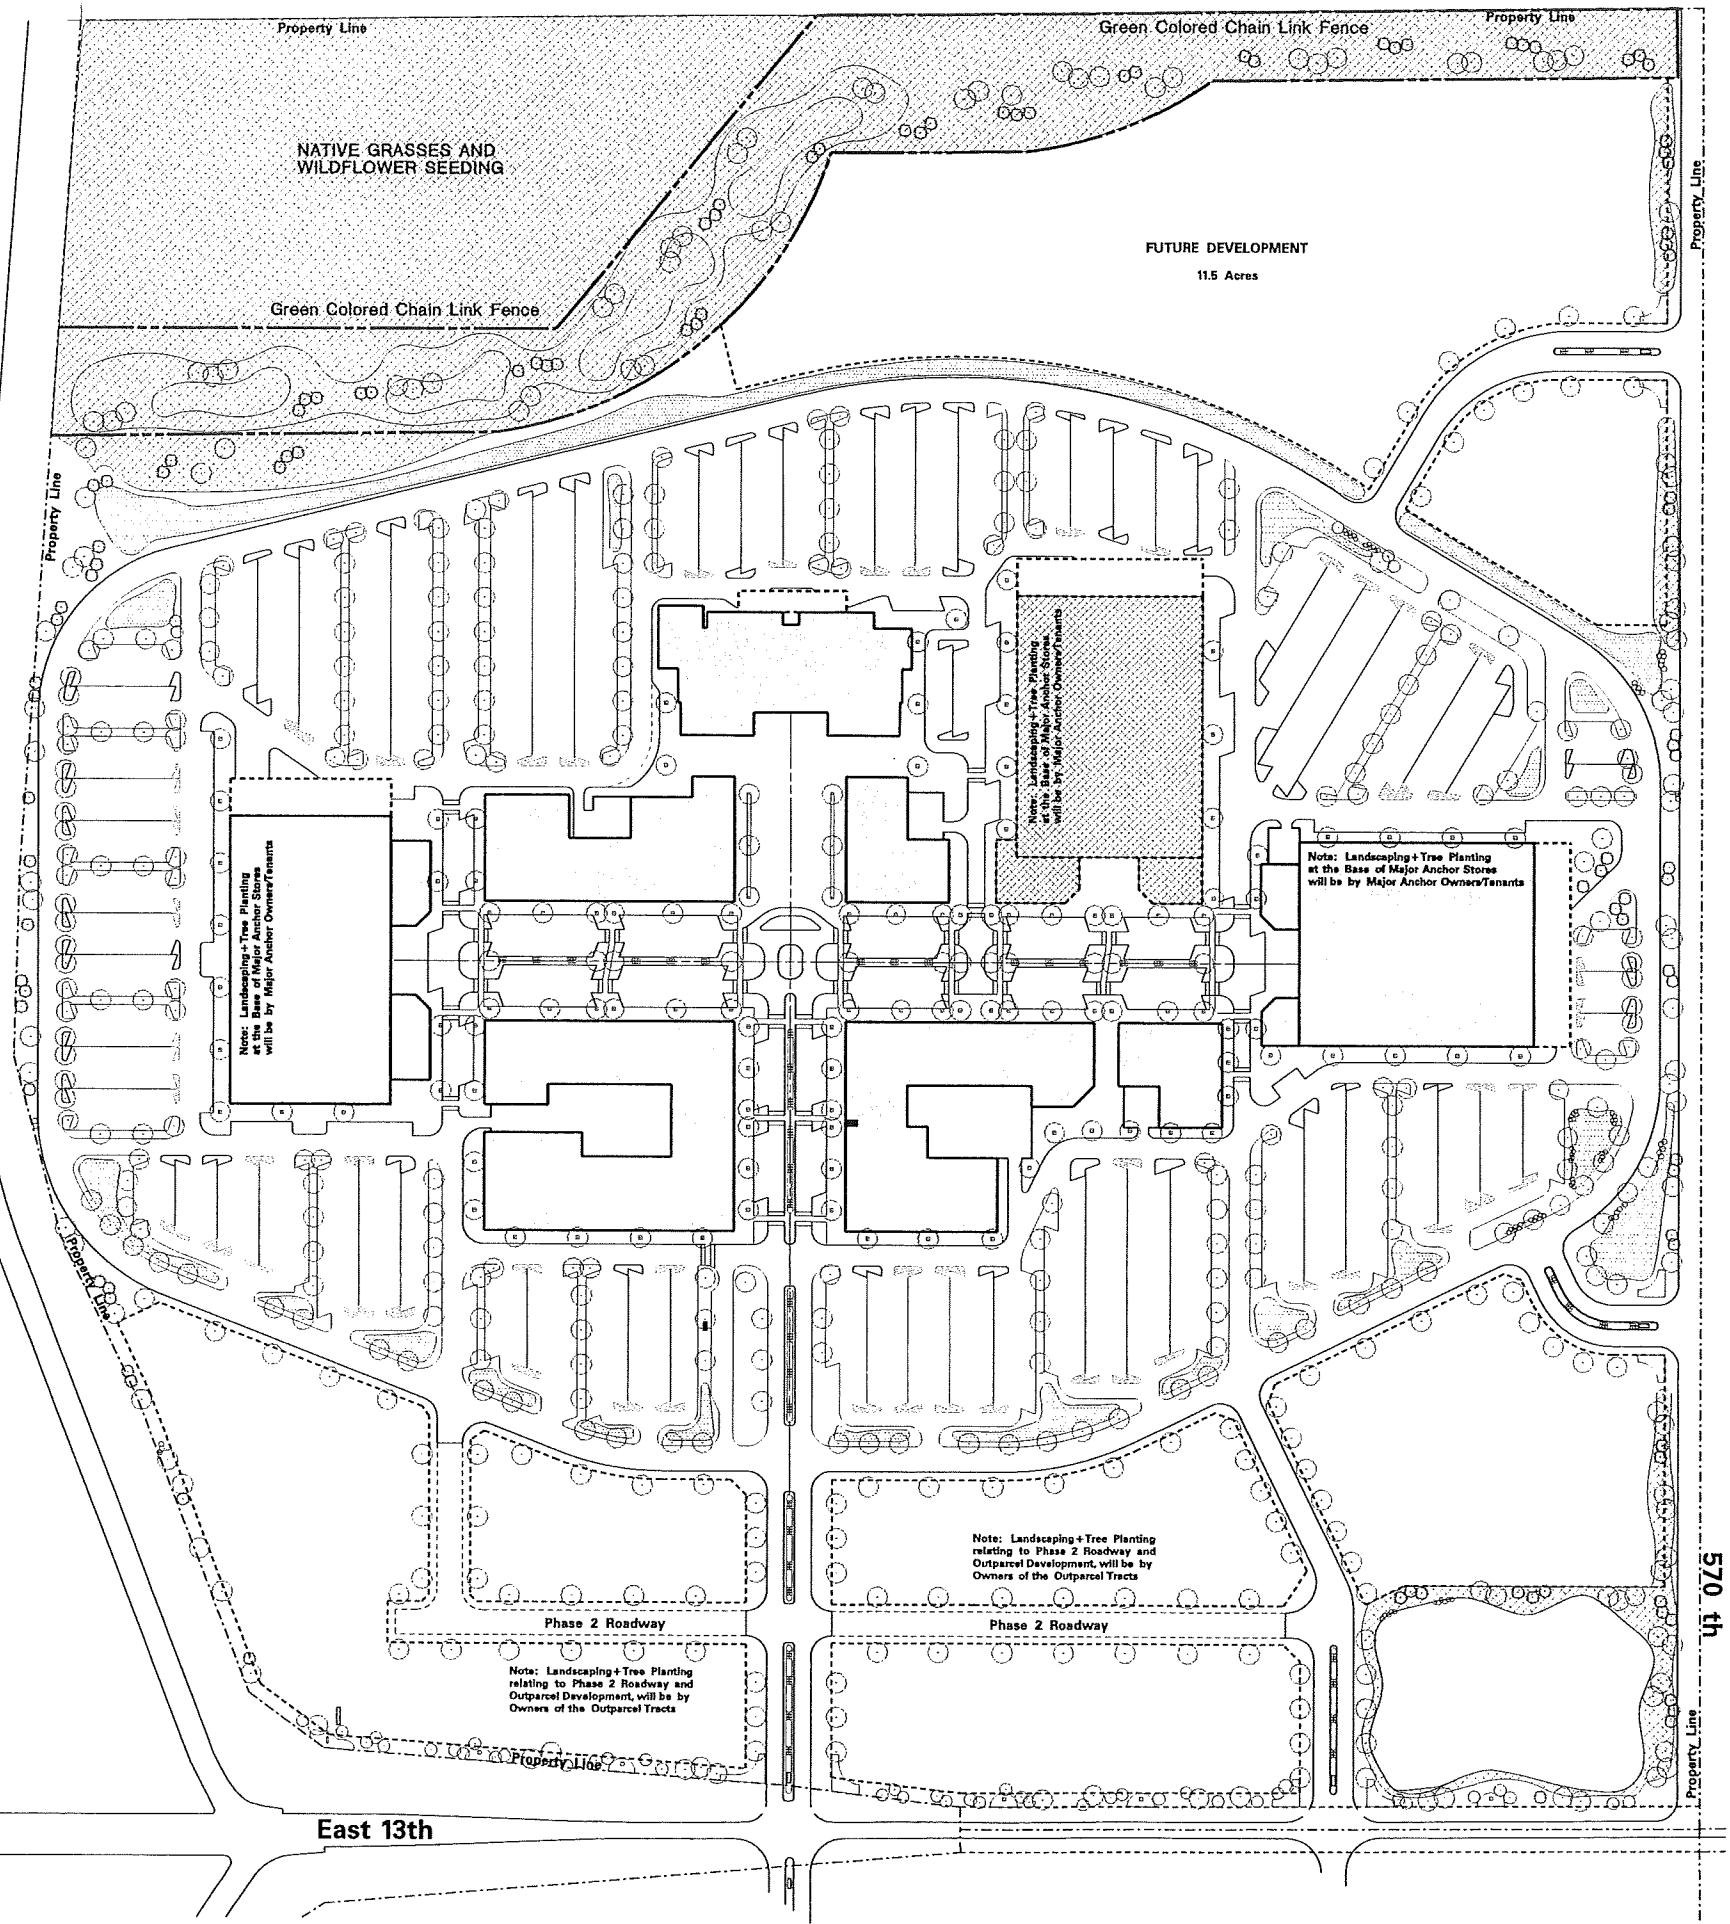 Property Line
Green Colored Chain Link Fence
Property Line
NATIVE GRASSES AND
WILDFLOWER SEEDING
Property Line
FUTURE DEVELOPMENT
11.5 Acres
Green Colored Chain Link Fence
Property Line
Note: Landscaping+Tree Planting
at the Base of Major Anchor Stores
will be by Major Anchor Owners/Tenants
Note: Landscaping+Tree Planting
at the Base of Major Anchor Stores
will be by Major Anchor Owners/Tenants
Note: Landscaping+Tree Planting
at the Base of Major Anchor Stores
will be by Major Anchor Owners/Tenants
Property Line
Note: Landscaping+Tree Planting
relating to Phase 2 Roadway and
Outparcel Development, will be by
Owners of the Outparcel Tracts
570 th
Phase 2 Roadway
Phase 2 Roadway
Note: Landscaping+Tree Planting
relating to Phase 2 Roadway and
Outparcel Development, will be by
Owners of the Outparcel Tracts
Property Line
Property Line
East 13th